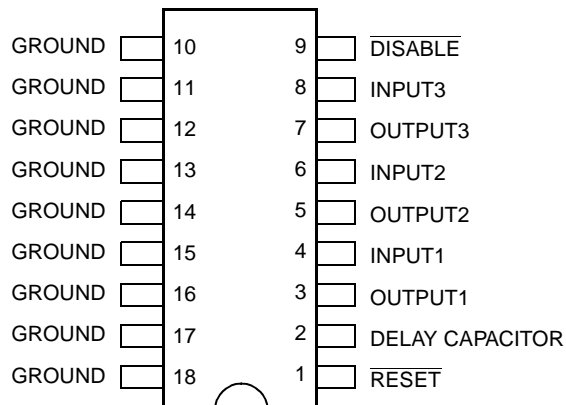 GROUND 10 9 DISABLE
GROUND 11 8 INPUT3
GROUND 12 7 OUTPUT3
GROUND 13 6 INPUT2
GROUND 14 5 OUTPUT2
GROUND 15 4 INPUT1
GROUND 16 3 OUTPUT1
GROUND 17 2 DELAY CAPACITOR
GROUND 18 1 RESET